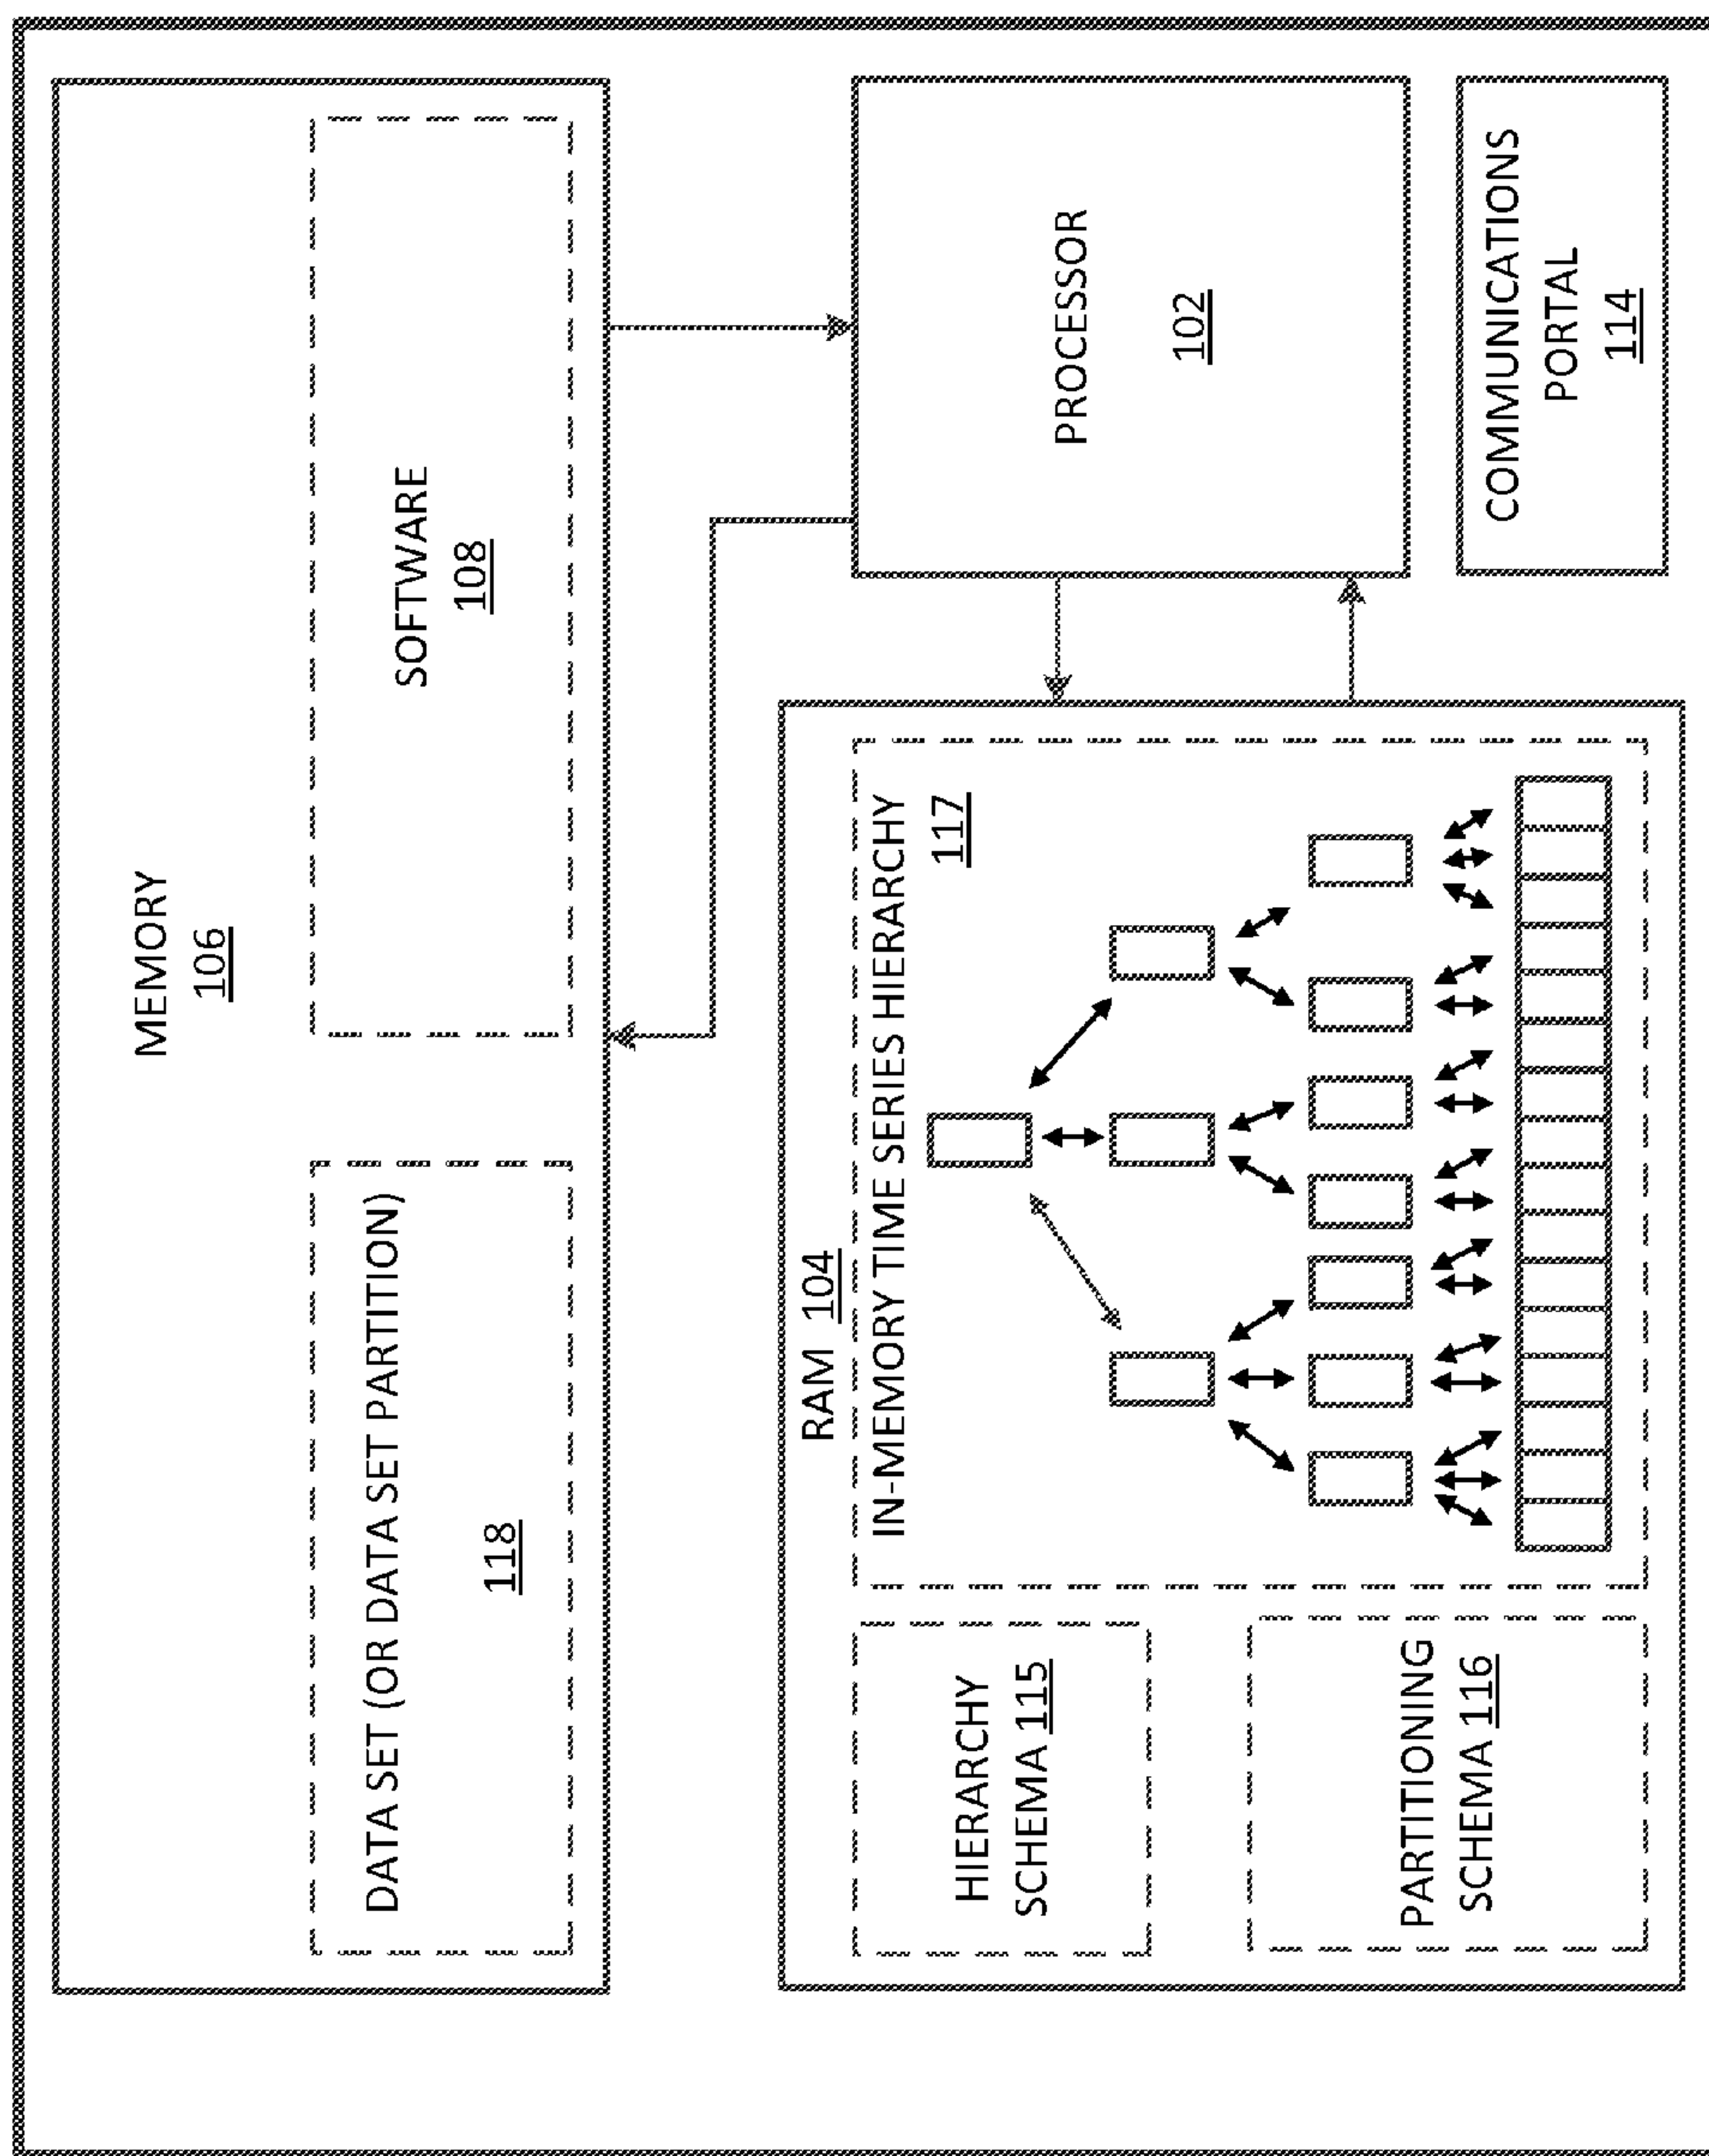 MEMORY
106
DATA SET (OR DATA SET PARTITION)
118
SOFTWARE
108
RAM 104
HIERARCHY
SCHEMA 115
PARTITIONING
SCHEMA 116
IN-MEMORY TIME SERIES HIERARCHY
117
PROCESSOR
102
COMMUNICATIONS
PORTAL
114